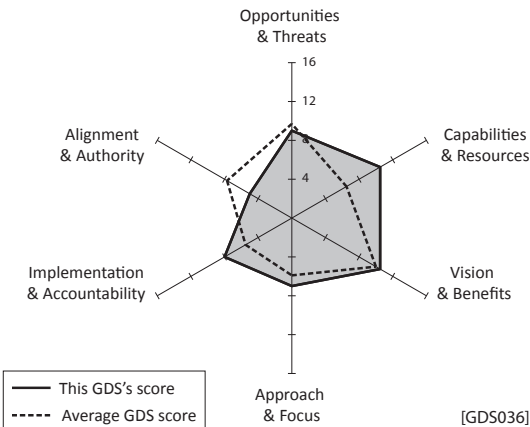 Opportunities
& Threats
16
12
8
4
Alignment
& Authority
Capabilities
& Resources
Implementation
& Accountability
Vision
& Benefits
Approach
& Focus
This GDS's score
Average GDS score
[GDS036]